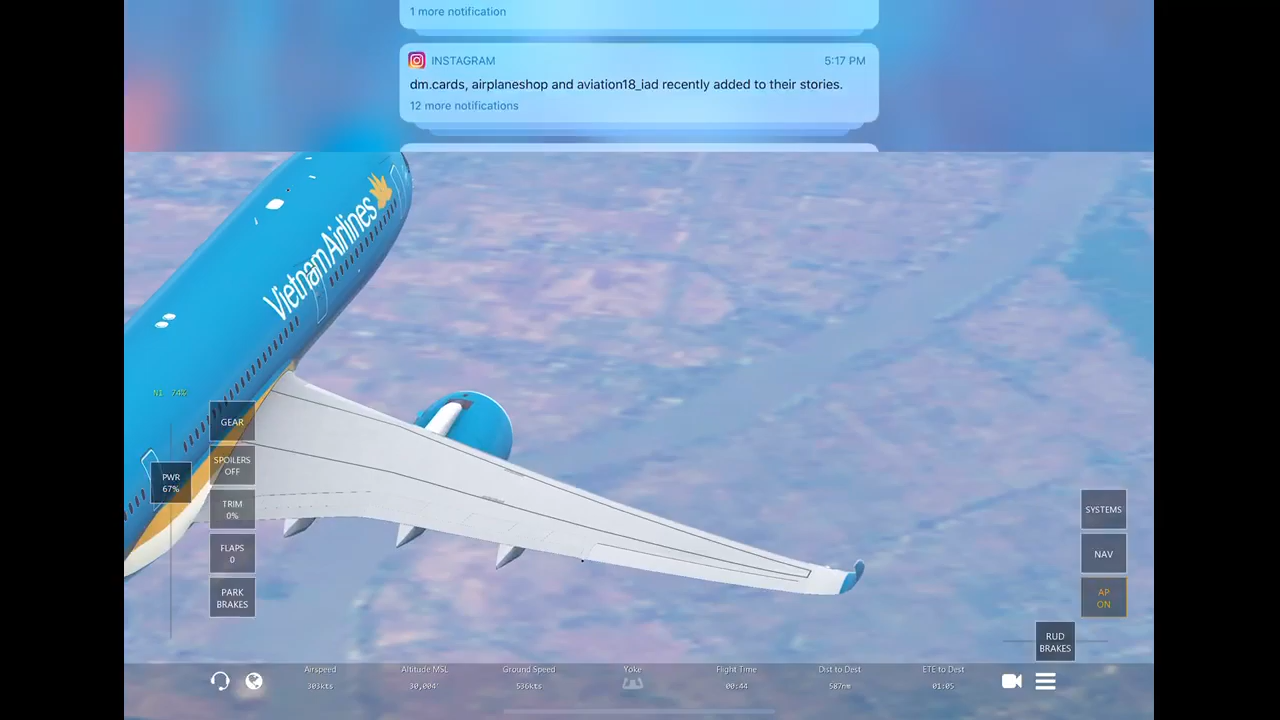 1 more notification
INSTAGRAM
5:17 PM
dm.cards, airplaneshop and aviation18_iad recently added to their stories.
12 more notifications
Vietnam Airlines
N1 74%
GEAR
SPOILERS
OFF
PWR
67%
TRIM
0%
FLAPS
0
PARK
BRAKES
SYSTEMS
NAV
AP
ON
RUD
BRAKES
Airspeed
303kts
Altitude MSL
30,004'
Ground Speed
536kts
Yoke
Flight Time
00:44
Dist to Dest
587nm
ETE to Dest
01:05